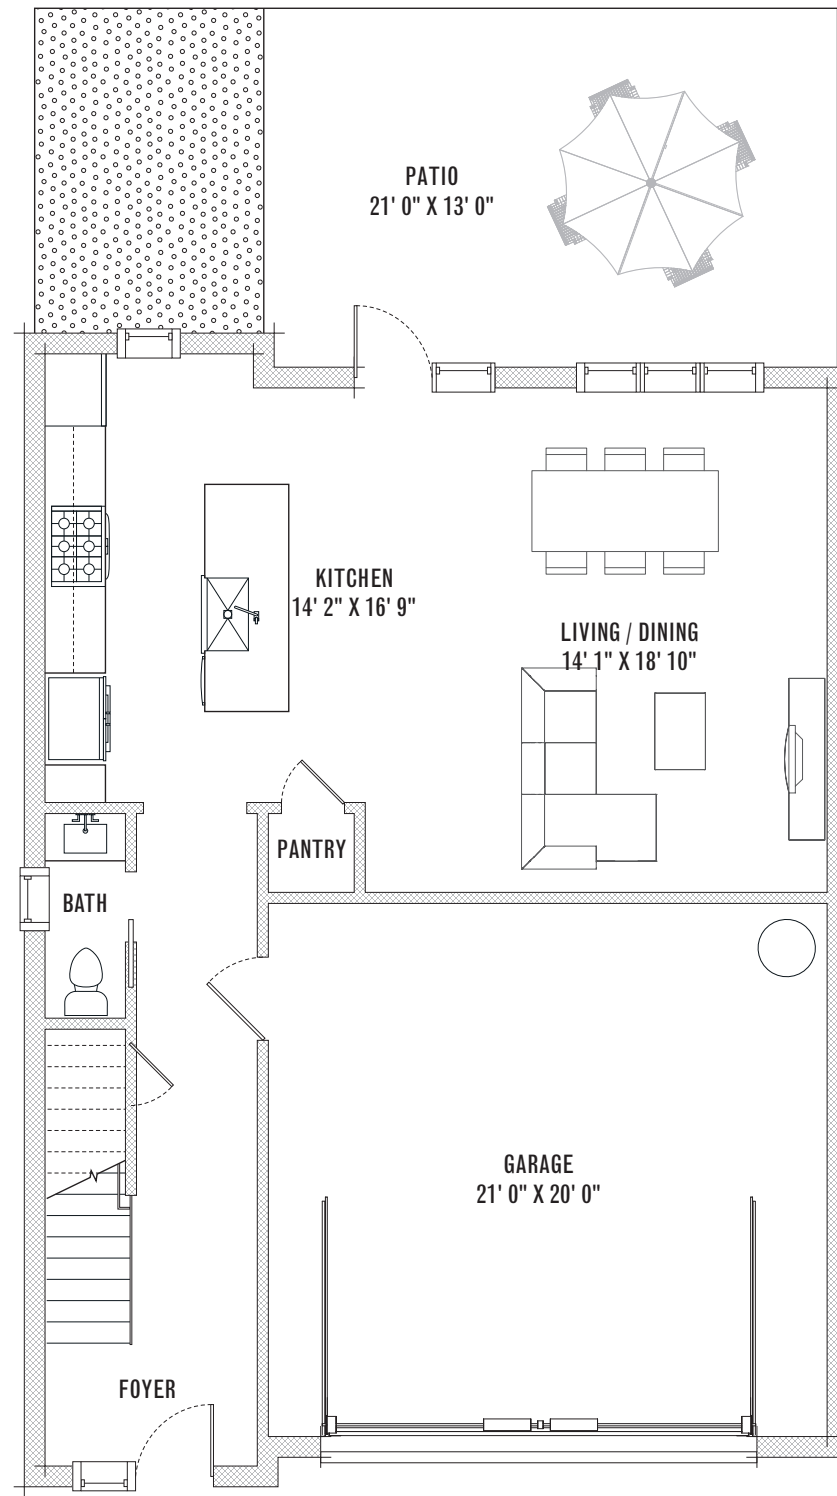 PATIO
21' 0" X 13' 0"
KITCHEN
14' 2" X 16' 9"
LIVING / DINING
14' 1" X 18' 10"
PANTRY
BATH
GARAGE
21' 0" X 20' 0"
FOYER